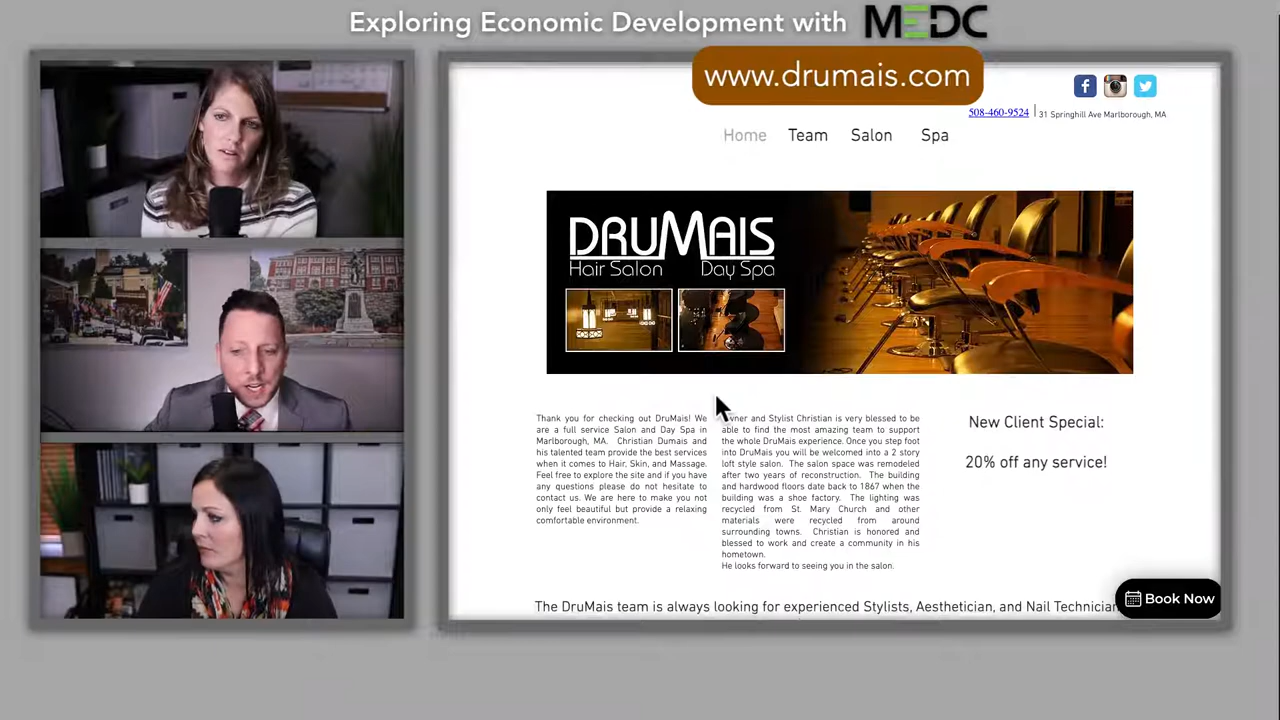 Exploring Economic Development with MEDC
www.drumais.com
508-460-9524 | 31 Springhill Ave Marlborough, MA
Home Team Salon Spa
DRUMAIS
Hair Salon Day Spa
Thank you for checking out DruMais! We
are a full service Salon and Day Spa in
Marlborough, MA. Christian Dumais and
his talented team provide the best services
when it comes to Hair, Skin, and Massage.
Feel free to explore the site and if you have
any questions please do not hesitate to
contact us. We are here to make you not
only feel beautiful but provide a relaxing
comfortable environment.
and Stylist Christian is very blessed to be
able to find the most amazing team to support
the whole DruMais experience. Once you step foot
into DruMais you will be welcomed into a 2 story
loft style salon. The salon space was remodeled
after two years of reconstruction. The building
and hardwood floors date back to 1867 when the
building was a shoe factory. The lighting was
recycled from St. Mary Church and other
materials were recycled from around
surrounding towns. Christian is honored and
blessed to work and create a community in his
hometown.
He looks forward to seeing you in the salon.
New Client Special:
20% off any service!
The DruMais team is always looking for experienced Stylists, Aesthetician, and Nail Technician
Book Now